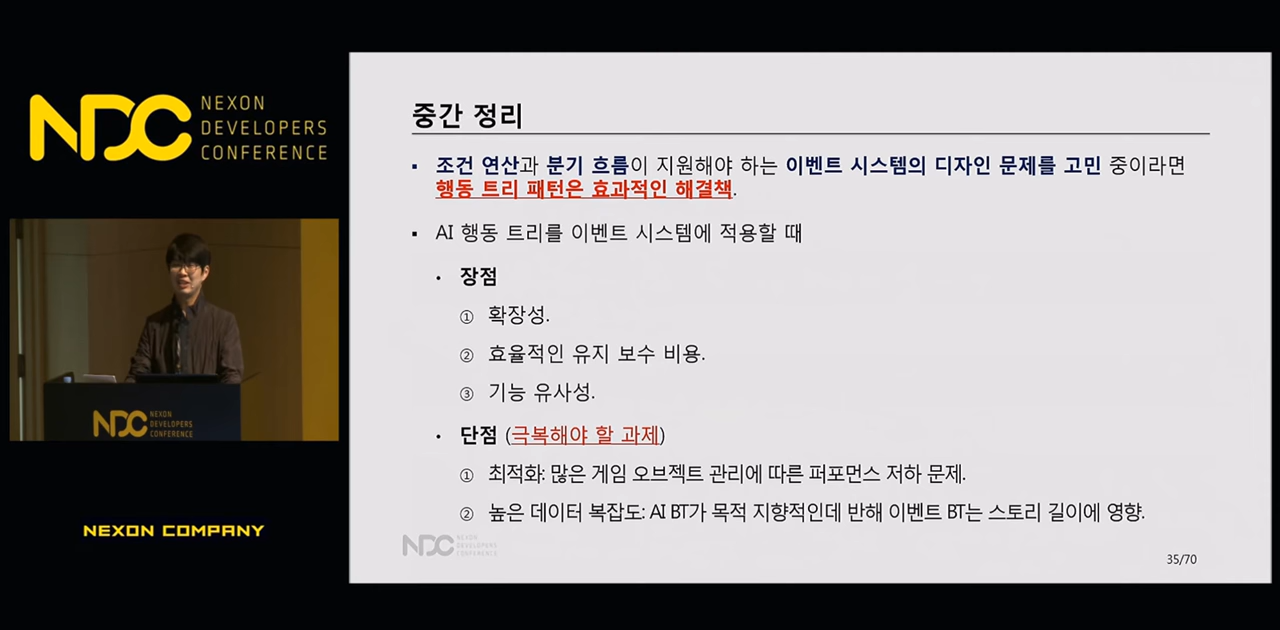 NDC NEXON
DEVELOPERS
CONFERENCE
중간 정리
▪ 조건 연산과 분기 흐름이 지원해야 하는 이벤트 시스템의 디자인 문제를 고민 중이라면
행동 트리 패턴은 효과적인 해결책.
▪ AI 행동 트리를 이벤트 시스템에 적용할 때
• 장점
① 확장성.
② 효율적인 유지 보수 비용.
③ 기능 유사성.
• 단점 (극복해야 할 과제)
① 최적화: 많은 게임 오브젝트 관리에 따른 퍼포먼스 저하 문제.
② 높은 데이터 복잡도: AI BT가 목적 지향적인데 반해 이벤트 BT는 스토리 길이에 영향.
NDC NEXON
DEVELOPERS
CONFERENCE
35/70
NDC NEXON
DEVELOPERS
CONFERENCE
NEXON COMPANY